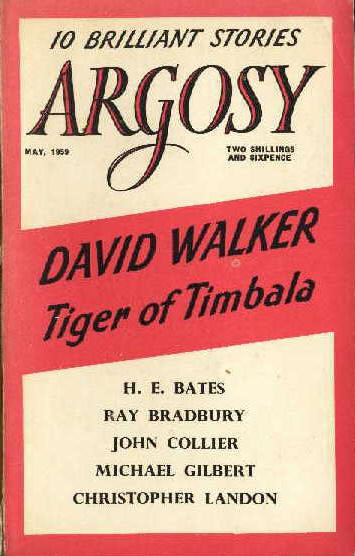 10 BRILLIANT STORIES
ARGOSY
MAY, 1959
TWO SHILLINGS
AND SIXPENCE
DAVID WALKER
Tiger of Timbala
H. E. BATES
RAY BRADBURY
JOHN COLLIER
MICHAEL GILBERT
CHRISTOPHER LANDON